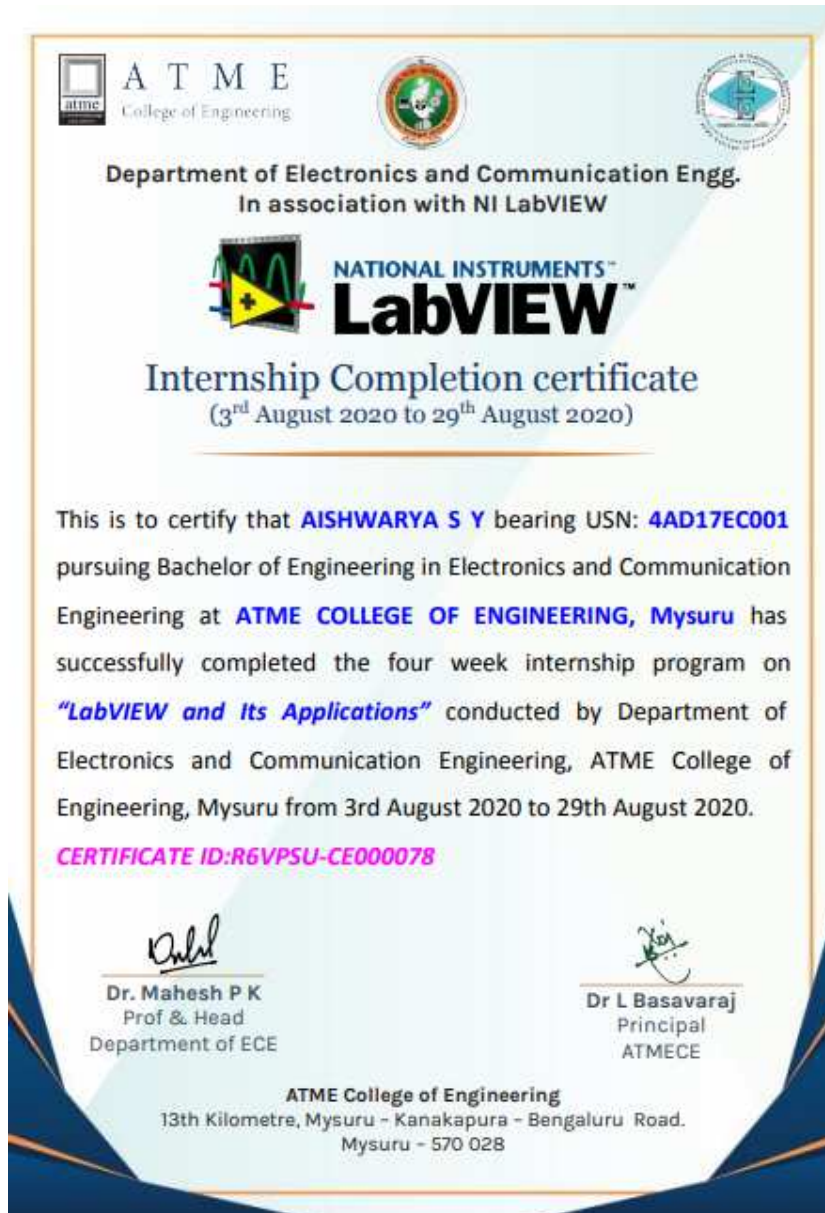 A T M E
College of Engineering
atme
Department of Electronics and Communication Engg.
In association with NI LabVIEW
NATIONAL INSTRUMENTS™
LabVIEW™
Internship Completion certificate
(3rd August 2020 to 29th August 2020)
This is to certify that AISHWARYA S Y bearing USN: 4AD17EC001
pursuing Bachelor of Engineering in Electronics and Communication
Engineering at ATME COLLEGE OF ENGINEERING, Mysuru has
successfully completed the four week internship program on
“LabVIEW and Its Applications” conducted by Department of
Electronics and Communication Engineering, ATME College of
Engineering, Mysuru from 3rd August 2020 to 29th August 2020.
CERTIFICATE ID:R6VPSU-CE000078
Dr. Mahesh P K
Prof & Head
Department of ECE
Dr L Basavaraj
Principal
ATMECE
ATME College of Engineering
13th Kilometre, Mysuru – Kanakapura – Bengaluru Road.
Mysuru – 570 028